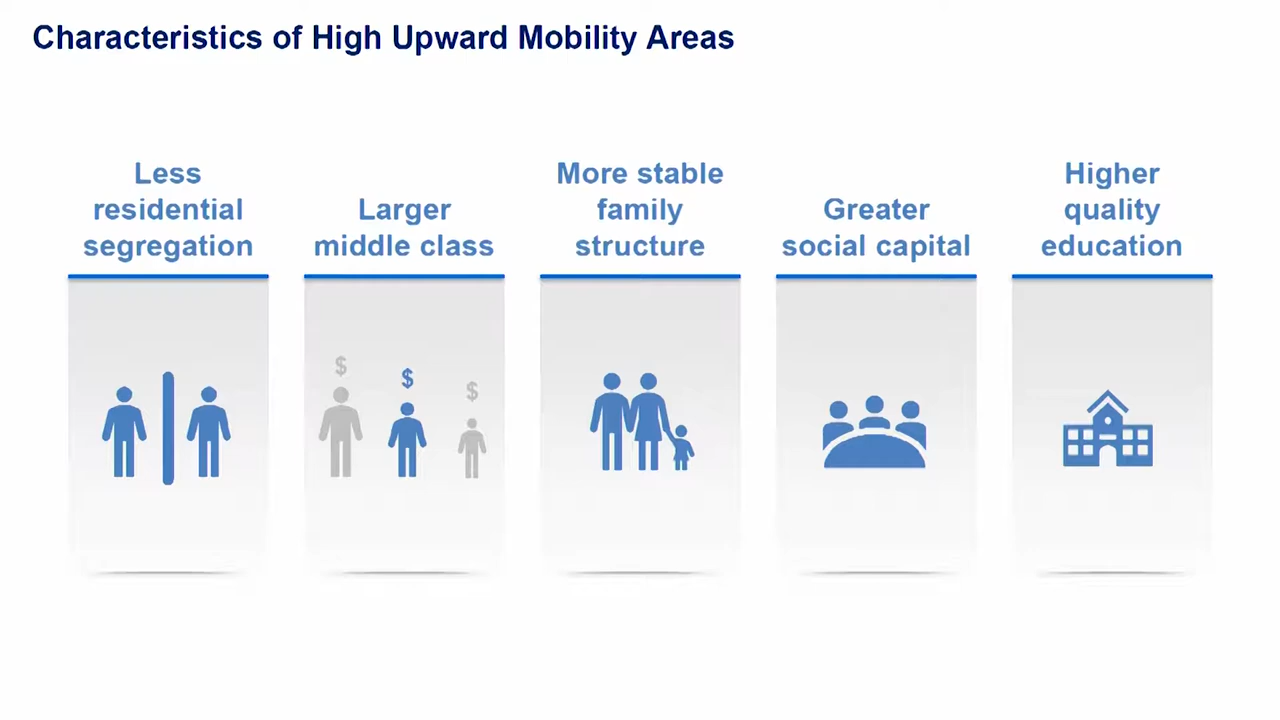 Characteristics of High Upward Mobility Areas
Less
residential
segregation
Larger
middle class
More stable
family
structure
Greater
social capital
Higher
quality
education
$
$
$